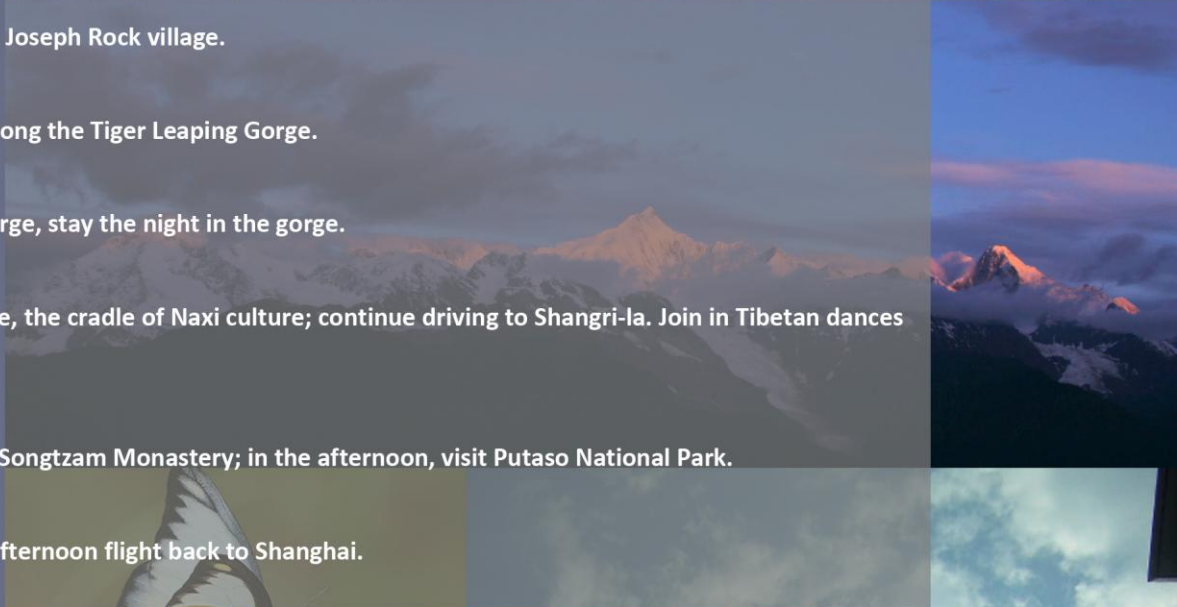 Joseph Rock village.
ong the Tiger Leaping Gorge.
rge, stay the night in the gorge.
e, the cradle of Naxi culture; continue driving to Shangri-la. Join in Tibetan dances
Songtzam Monastery; in the afternoon, visit Putaso National Park.
fternoon flight back to Shanghai.